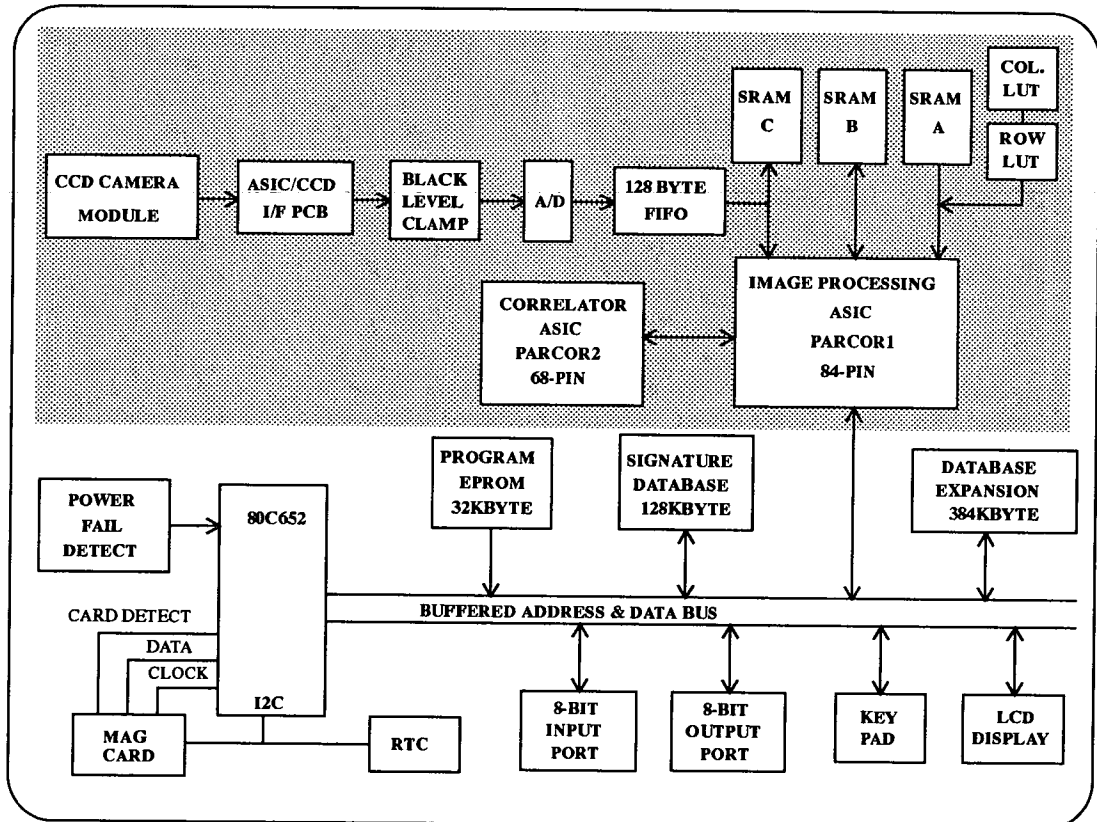 COL.
LUT
SRAM
C
SRAM
B
SRAM
A
ROW
LUT
CCD CAMERA
MODULE
ASIC/CCD
I/F PCB
BLACK
LEVEL
CLAMP
A/D
128 BYTE
FIFO
CORRELATOR
ASIC
PARCOR2
68-PIN
IMAGE PROCESSING
ASIC
PARCOR1
84-PIN
POWER
FAIL
DETECT
80C652
PROGRAM
EPROM
32KBYTE
SIGNATURE
DATABASE
128KBYTE
DATABASE
EXPANSION
384KBYTE
BUFFERED ADDRESS & DATA BUS
CARD DETECT
DATA
CLOCK
I2C
MAG
CARD
RTC
8-BIT
INPUT
PORT
8-BIT
OUTPUT
PORT
KEY
PAD
LCD
DISPLAY